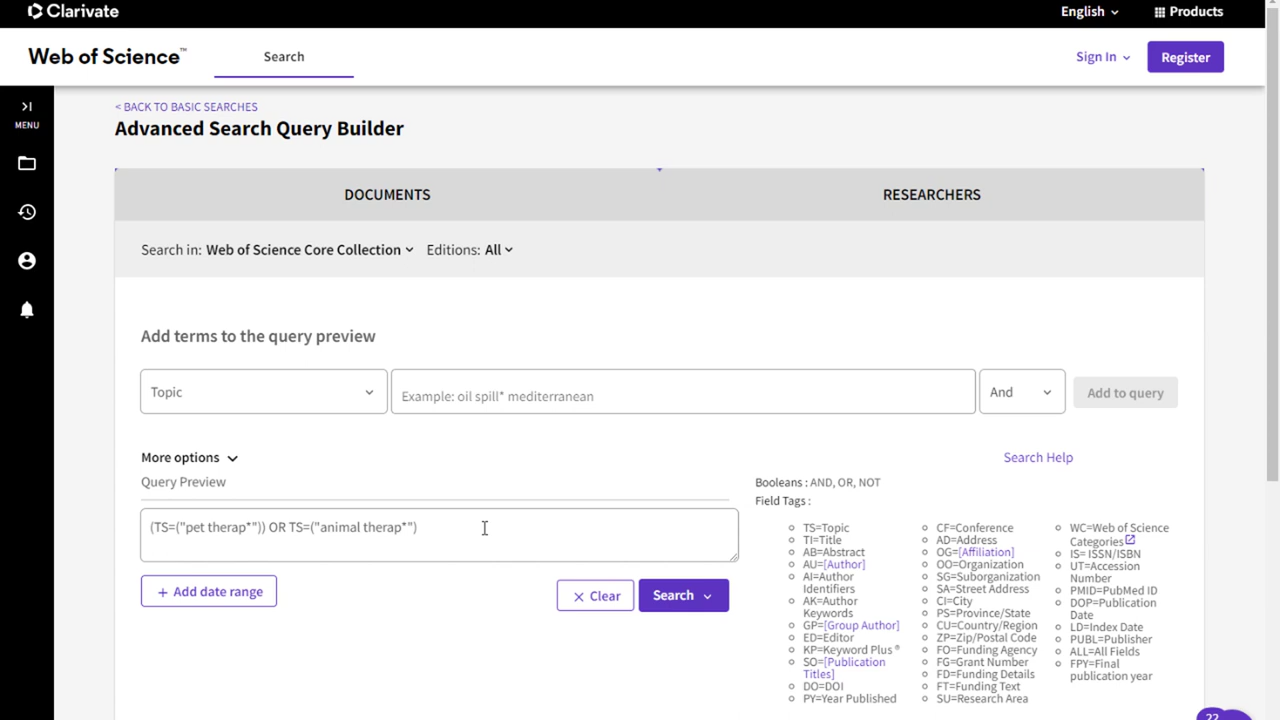 Clarivate
English
Products
Web of Science™
Search
Sign In
Register
MENU
< BACK TO BASIC SEARCHES
Advanced Search Query Builder
DOCUMENTS
RESEARCHERS
Search in: Web of Science Core Collection
Editions: All
Add terms to the query preview
Topic
Example: oil spill* mediterranean
And
Add to query
More options
Search Help
Query Preview
(TS=("pet therap*")) OR TS=("animal therap*")
+ Add date range
× Clear
Search
Booleans : AND, OR, NOT
Field Tags :
TS=Topic
TI=Title
AB=Abstract
AU=[Author]
AI=Author
Identifiers
AK=Author
Keywords
GP=[Group Author]
ED=Editor
KP=Keyword Plus ®
SO=[Publication
Titles]
DO=DOI
PY=Year Published
CF=Conference
AD=Address
OG=[Affiliation]
OO=Organization
SG=Suborganization
SA=Street Address
CI=City
PS=Province/State
CU=Country/Region
ZP=Zip/Postal Code
FO=Funding Agency
FG=Grant Number
FD=Funding Details
FT=Funding Text
SU=Research Area
WC=Web of Science
Categories
IS= ISSN/ISBN
UT=Accession
Number
PMID=PubMed ID
DOP=Publication
Date
LD=Index Date
PUBL=Publisher
ALL=All Fields
FPY=Final
publication year
22